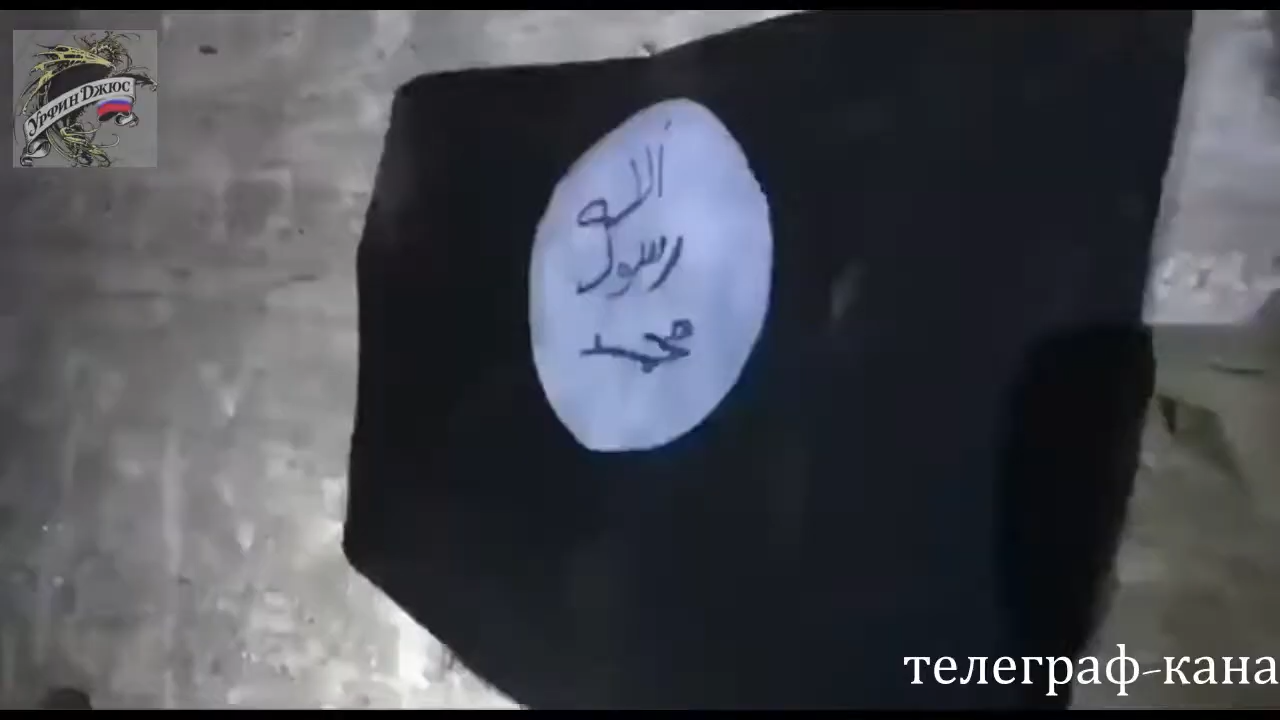 Урфин Джюс
الله
رسول
محمد
телеграф-кана